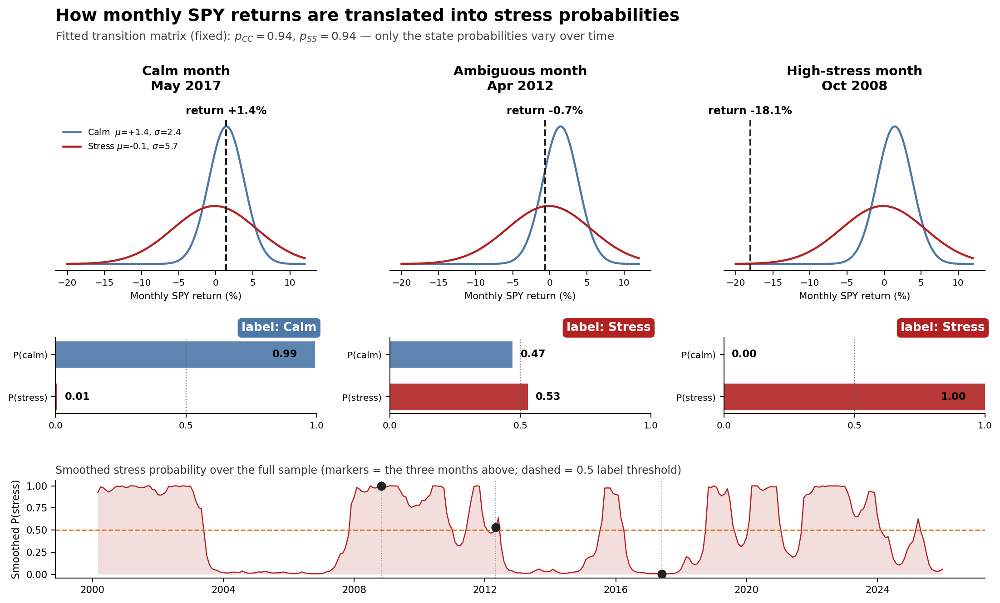 How monthly SPY returns are translated into stress probabilities
Fitted transition matrix (fixed): p_CC = 0.94, p_SS = 0.94 — only the state probabilities vary over time
Calm month
May 2017
return +1.4%
Calm μ=+1.4, σ=2.4
Stress μ=-0.1, σ=5.7
−20 −15 −10 −5 0 5 10
Monthly SPY return (%)
Ambiguous month
Apr 2012
return -0.7%
−20 −15 −10 −5 0 5 10
Monthly SPY return (%)
High-stress month
Oct 2008
return -18.1%
−20 −15 −10 −5 0 5 10
Monthly SPY return (%)
label: Calm
P(calm) 0.99
P(stress) 0.01
0.0 0.5 1.0
label: Stress
P(calm) 0.47
P(stress) 0.53
0.0 0.5 1.0
label: Stress
P(calm) 0.00
P(stress) 1.00
0.0 0.5 1.0
Smoothed stress probability over the full sample (markers = the three months above; dashed = 0.5 label threshold)
Smoothed P(stress)
1.00
0.75
0.50
0.25
0.00
2000 2004 2008 2012 2016 2020 2024